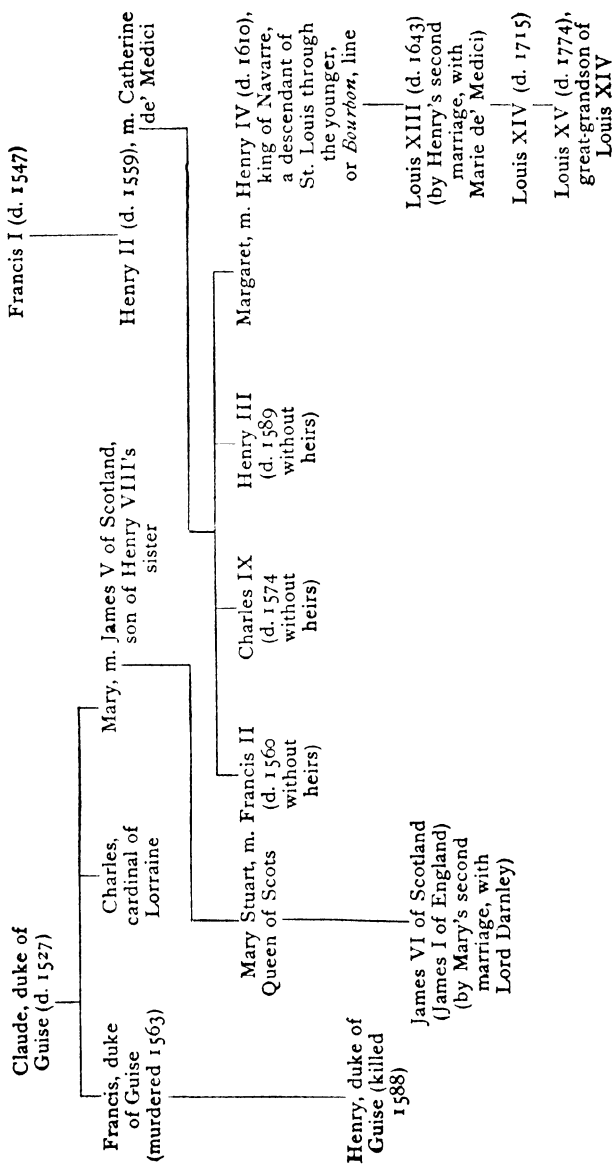 Claude, duke of
Guise (d. 1527)
Francis I (d. 1547)
Francis, duke
of Guise
(murdered 1563)
Charles,
cardinal of
Lorraine
Mary, m. James V of Scotland,
son of Henry VIII's
sister
Henry II (d. 1559), m. Catherine
de' Medici
Henry, duke of
Guise (killed
1588)
Mary Stuart, m. Francis II
Queen of Scots (d. 1560
without
heirs)
Charles IX
(d. 1574
without
heirs)
Henry III
(d. 1589
without
heirs)
Margaret, m. Henry IV (d. 1610),
king of Navarre,
a descendant of
St. Louis through
the younger,
or Bourbon, line
James VI of Scotland
(James I of England)
(by Mary's second
marriage, with
Lord Darnley)
Louis XIII (d. 1643)
(by Henry's second
marriage, with
Marie de' Medici)
Louis XIV (d. 1715)
Louis XV (d. 1774),
great-grandson of
Louis XIV